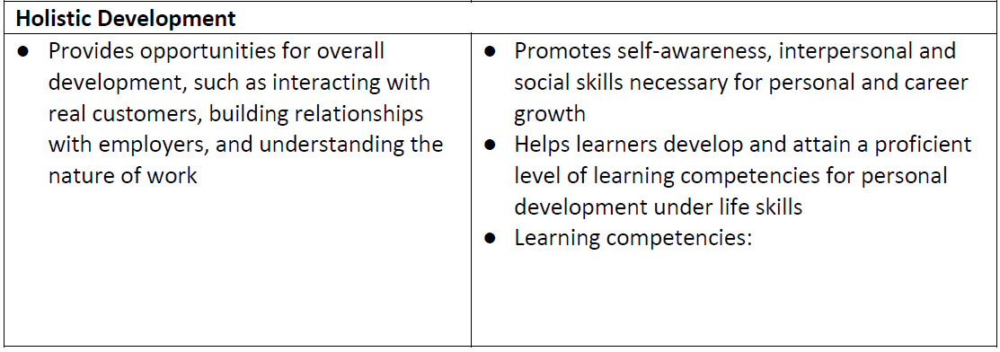 Holistic Development
● Provides opportunities for overall
development, such as interacting with
real customers, building relationships
with employers, and understanding the
nature of work
● Promotes self-awareness, interpersonal and
social skills necessary for personal and career
growth
● Helps learners develop and attain a proficient
level of learning competencies for personal
development under life skills
● Learning competencies: